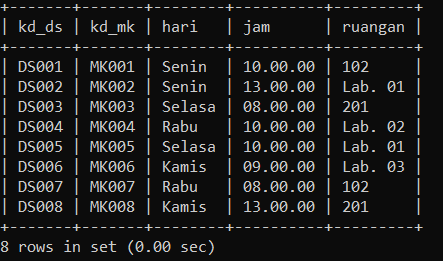 +-------+-------+--------+----------+---------+
| kd_ds | kd_mk | hari   | jam      | ruangan |
+-------+-------+--------+----------+---------+
| DS001 | MK001 | Senin  | 10.00.00 | 102     |
| DS002 | MK002 | Senin  | 13.00.00 | Lab. 01 |
| DS003 | MK003 | Selasa | 08.00.00 | 201     |
| DS004 | MK004 | Rabu   | 10.00.00 | Lab. 02 |
| DS005 | MK005 | Selasa | 10.00.00 | Lab. 01 |
| DS006 | MK006 | Kamis  | 09.00.00 | Lab. 03 |
| DS007 | MK007 | Rabu   | 08.00.00 | 102     |
| DS008 | MK008 | Kamis  | 13.00.00 | 201     |
+-------+-------+--------+----------+---------+
8 rows in set (0.00 sec)